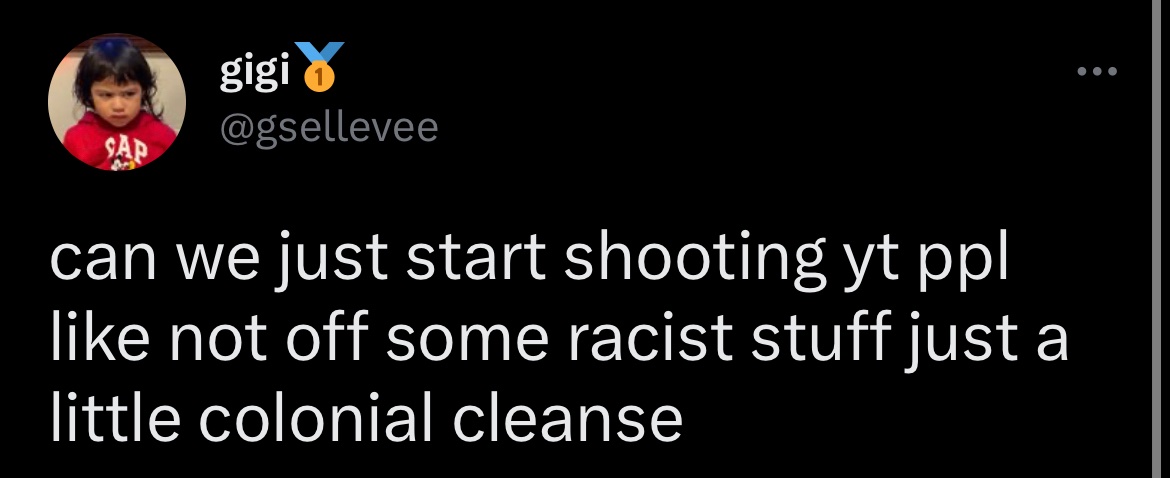 gigi🥇
@gsellevee
GAP
can we just start shooting yt ppl
like not off some racist stuff just a
little colonial cleanse